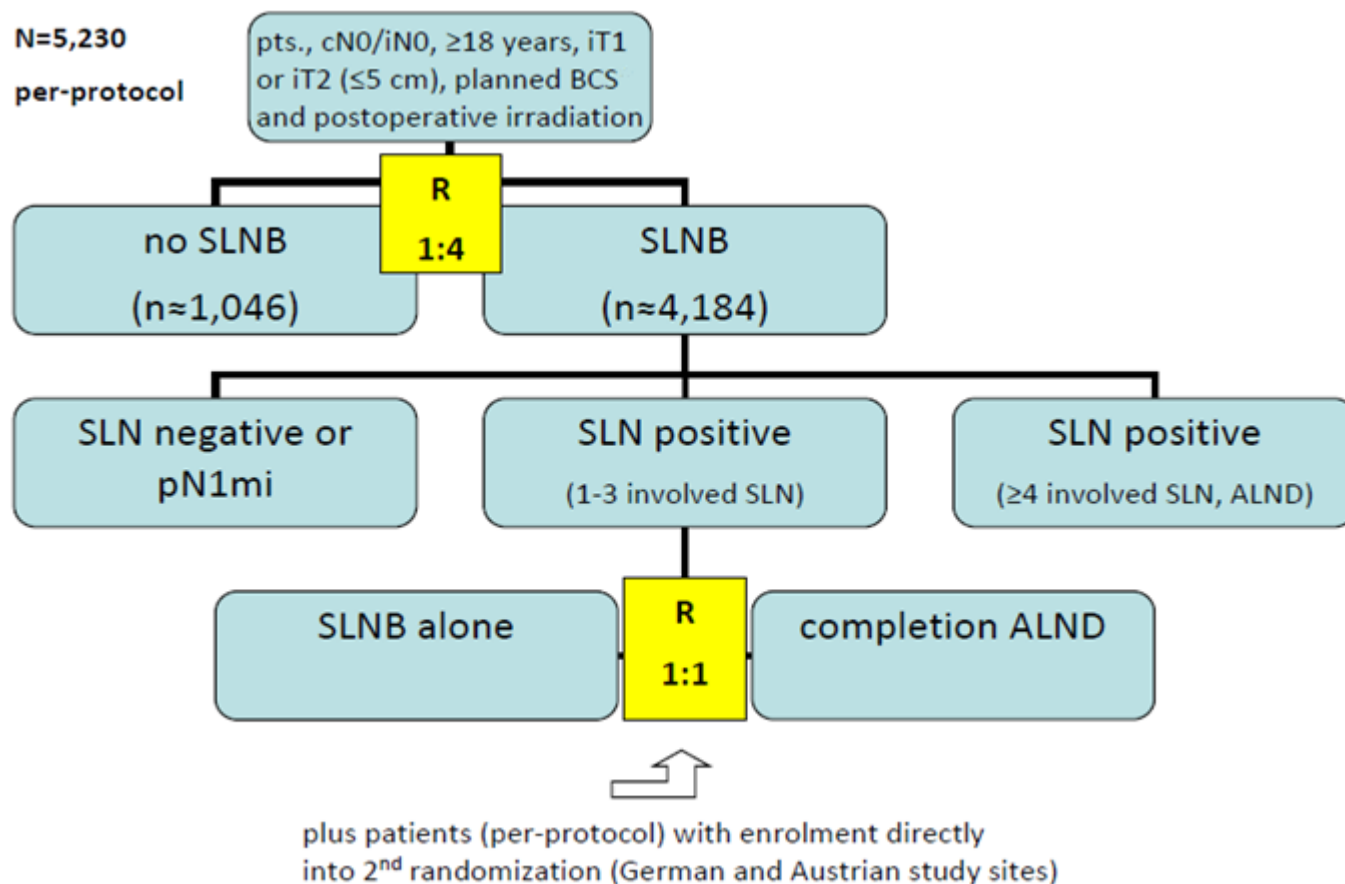 N=5,230
per-protocol
pts., cN0/iN0, ≥18 years, iT1
or iT2 (≤5 cm), planned BCS
and postoperative irradiation
R
1:4
no SLNB
(n≈1,046)
SLNB
(n≈4,184)
SLN negative or
pN1mi
SLN positive
(1-3 involved SLN)
SLN positive
(≥4 involved SLN, ALND)
SLNB alone
R
1:1
completion ALND
plus patients (per-protocol) with enrolment directly
into 2nd randomization (German and Austrian study sites)